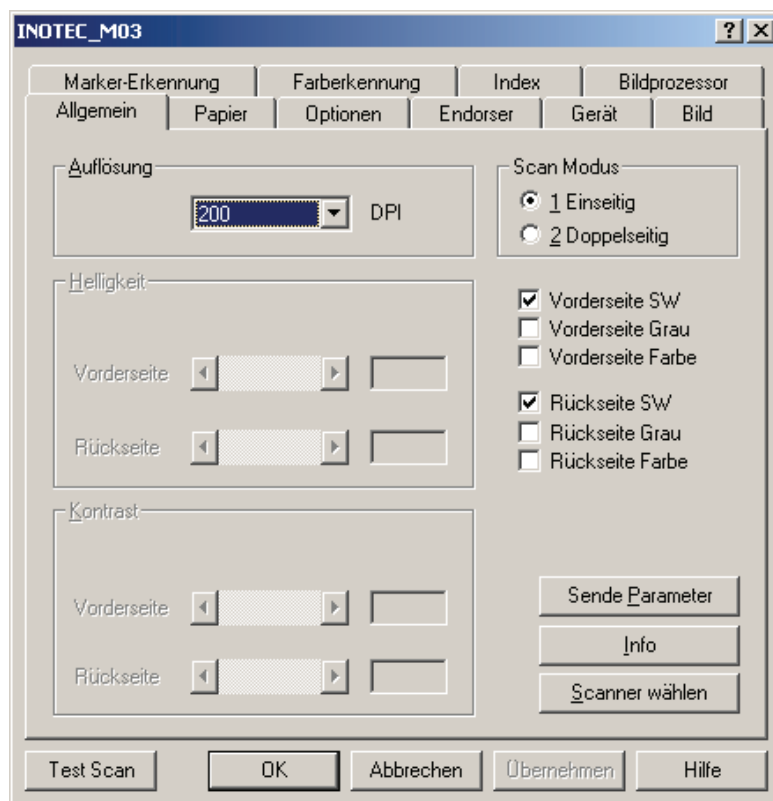 INOTEC_M03
Marker-Erkennung Farberkennung Index Bildprozessor
Allgemein Papier Optionen Endorser Gerät Bild
Auflösung
200 DPI
Scan Modus
1 Einseitig
2 Doppelseitig
Helligkeit
Vorderseite
Rückseite
Vorderseite SW
Vorderseite Grau
Vorderseite Farbe
Rückseite SW
Rückseite Grau
Rückseite Farbe
Kontrast
Vorderseite
Rückseite
Sende Parameter
Info
Scanner wählen
Test Scan OK Abbrechen Übernehmen Hilfe